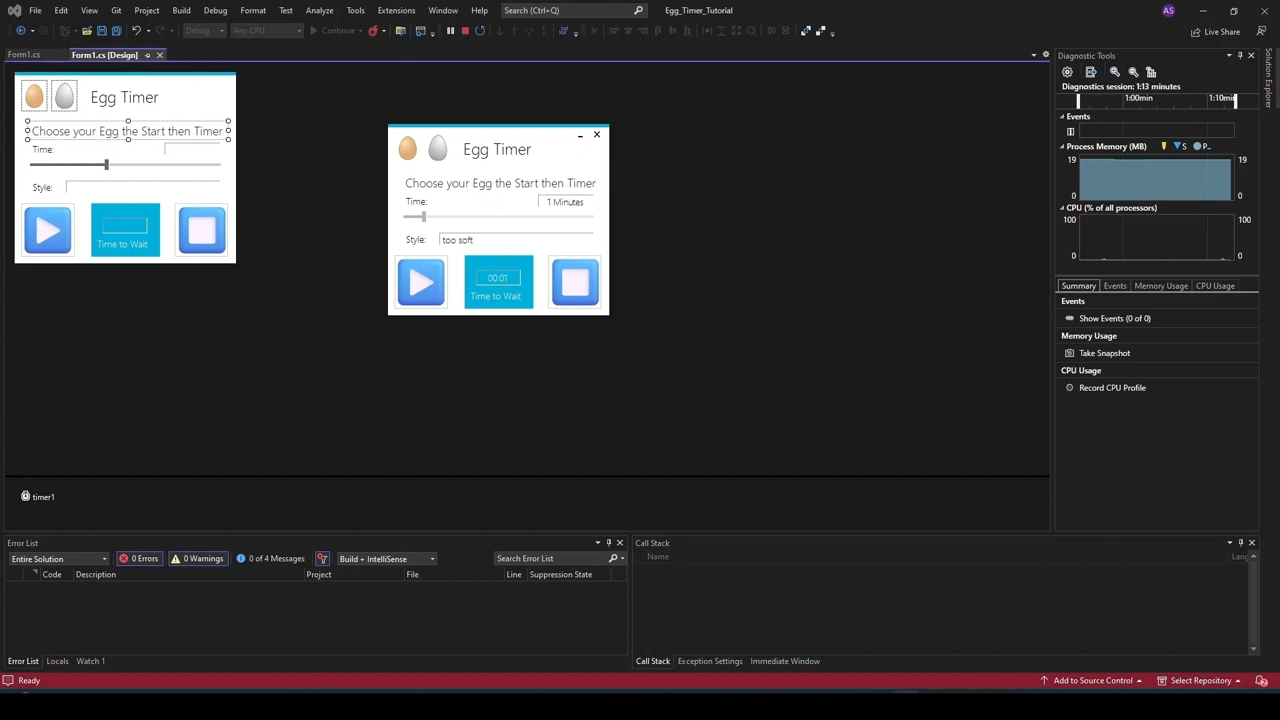 File Edit View Git Project Build Debug Format Test Analyze Tools Extensions Window Help Search (Ctrl+Q) Egg_Timer_Tutorial AS
Debug Any CPU Continue Live Share
Form1.cs Form1.cs [Design]
Egg Timer
Choose your Egg the Start then Timer
Time:
Style:
Time to Wait
Egg Timer
Choose your Egg the Start then Timer
Time: 1 Minutes
Style: too soft
00:01
Time to Wait
timer1
Diagnostic Tools
Diagnostics session: 1:13 minutes
1:00min 1:10min
Events
Process Memory (MB) S P..
19 19
0 0
CPU (% of all processors)
100 100
0 0
Summary Events Memory Usage CPU Usage
Events
Show Events (0 of 0)
Memory Usage
Take Snapshot
CPU Usage
Record CPU Profile
Solution Explorer
Error List
Entire Solution 0 Errors 0 Warnings 0 of 4 Messages Build + IntelliSense Search Error List
Code Description Project File Line Suppression State
Error List Locals Watch 1
Call Stack
Name Lang
Call Stack Exception Settings Immediate Window
Ready Add to Source Control Select Repository 2